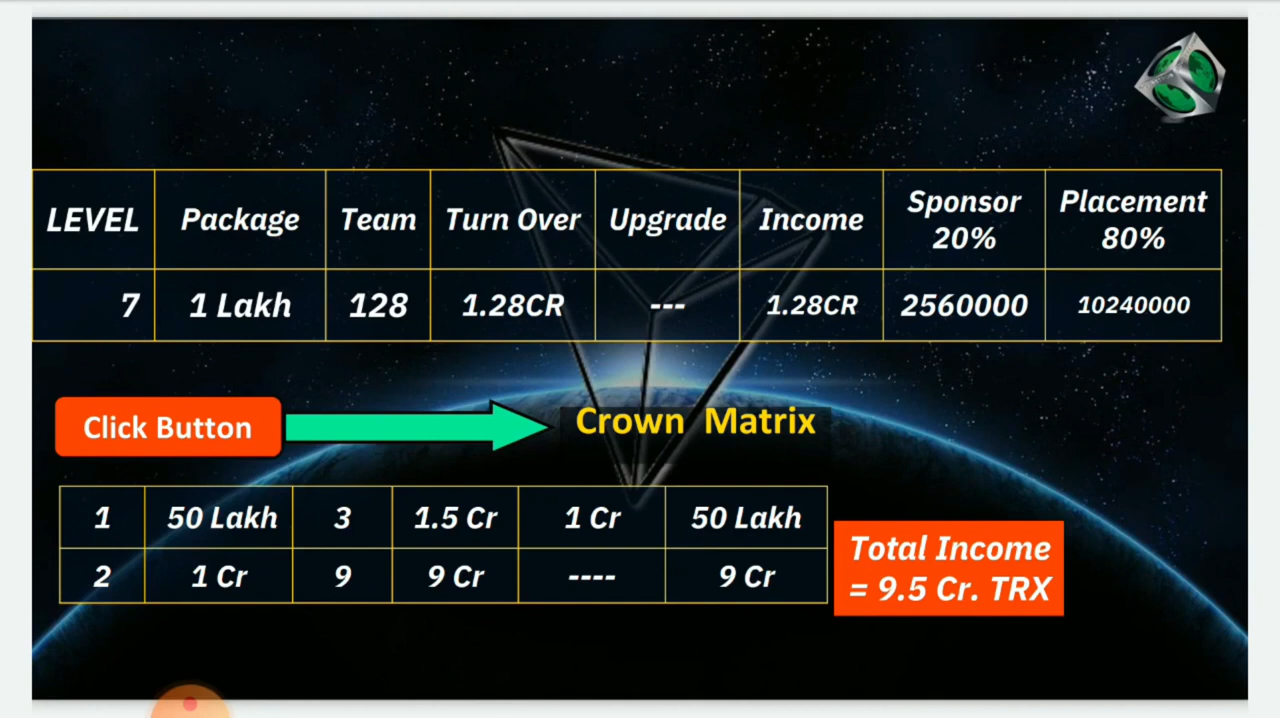 LEVEL Package Team Turn Over Upgrade Income Sponsor 20% Placement 80%
7 1 Lakh 128 1.28CR --- 1.28CR 2560000 10240000
Click Button Crown Matrix
1 50 Lakh 3 1.5 Cr 1 Cr 50 Lakh
2 1 Cr 9 9 Cr ---- 9 Cr
Total Income
= 9.5 Cr. TRX